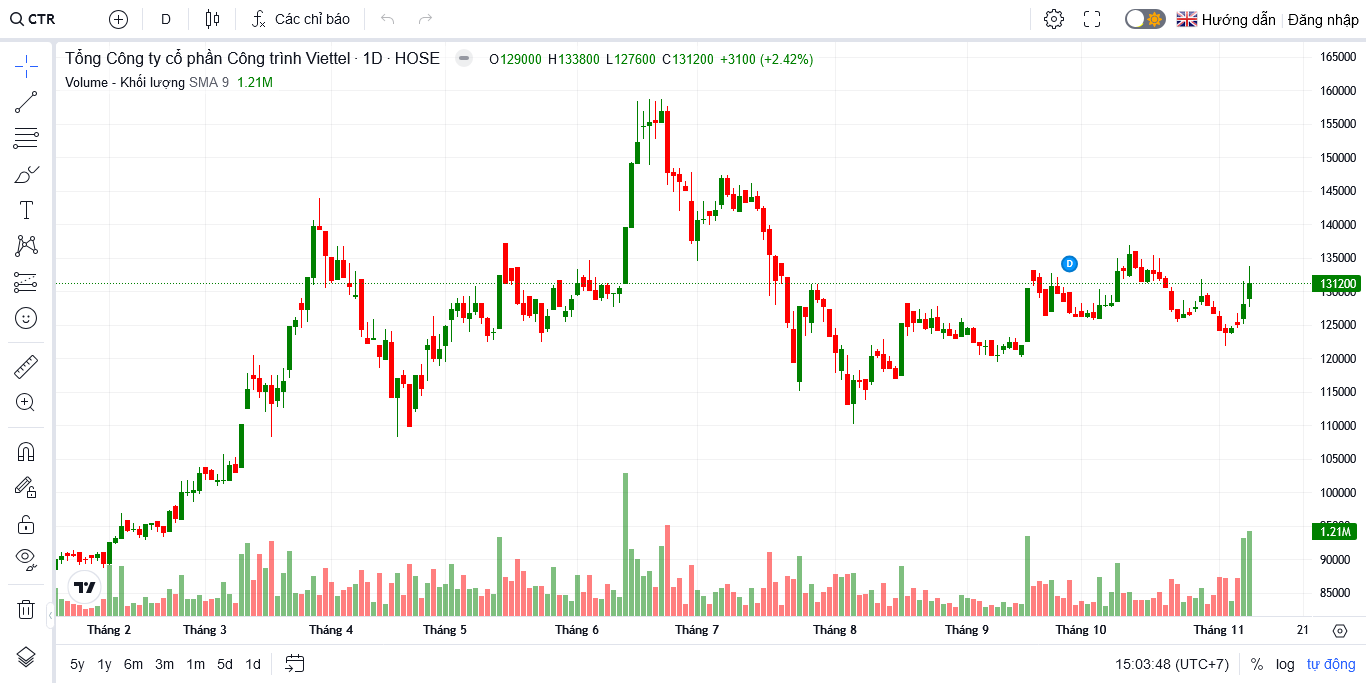 CTR D Các chỉ báo Hướng dẫn Đăng nhập
Tổng Công ty cổ phần Công trình Viettel · 1D · HOSE O129000 H133800 L127600 C131200 +3100 (+2.42%)
Volume - Khối lượng SMA 9 1.21M
165000
160000
155000
150000
145000
140000
135000
131200
130000
125000
120000
115000
110000
105000
100000
1.21M
90000
85000
D
Tháng 2 Tháng 3 Tháng 4 Tháng 5 Tháng 6 Tháng 7 Tháng 8 Tháng 9 Tháng 10 Tháng 11 21
5y 1y 6m 3m 1m 5d 1d 15:03:48 (UTC+7) % log tự động